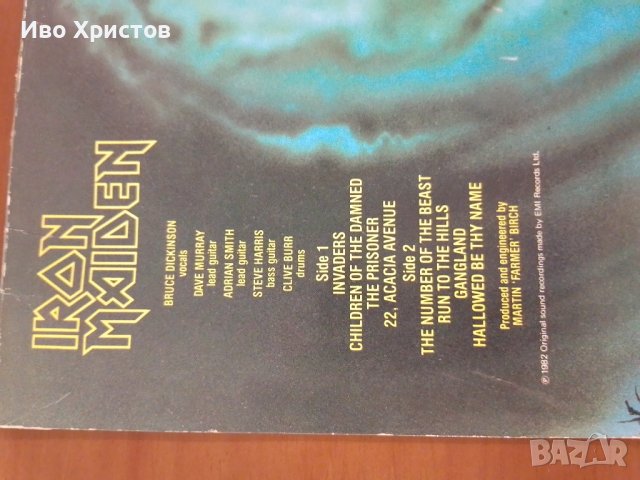 Иво Христов
IRON
MAIDEN
BRUCE DICKINSON
vocals
DAVE MURRAY
lead guitar
ADRIAN SMITH
lead guitar
STEVE HARRIS
bass guitar
CLIVE BURR
drums
Side 1
INVADERS
CHILDREN OF THE DAMNED
THE PRISONER
22, ACACIA AVENUE
Side 2
THE NUMBER OF THE BEAST
RUN TO THE HILLS
GANGLAND
HALLOWED BE THY NAME
Produced and engineered by
MARTIN 'FARMER' BIRCH
℗ 1982 Original sound recordings made by EMI Records Ltd.
BAZAR